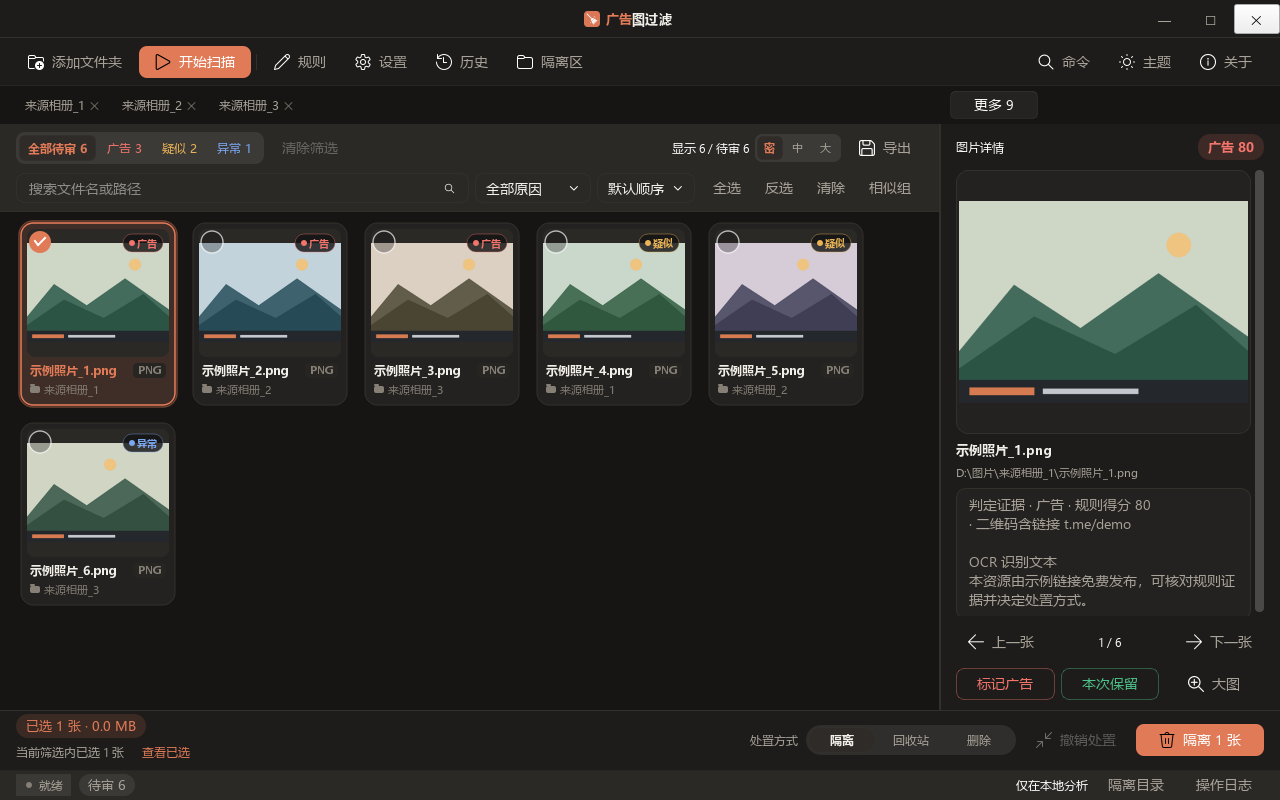 广告图过滤
添加文件夹 开始扫描 规则 设置 历史 隔离区 命令 主题 关于
来源相册_1 来源相册_2 来源相册_3 更多 9
全部待审 6 广告 3 疑似 2 异常 1 清除筛选 显示 6 / 待审 6 密 中 大 导出
搜索文件名或路径 全部原因 默认顺序 全选 反选 清除 相似组
广告 广告 广告 疑似 疑似
示例照片_1.png PNG 示例照片_2.png PNG 示例照片_3.png PNG 示例照片_4.png PNG 示例照片_5.png PNG
来源相册_1 来源相册_2 来源相册_3 来源相册_1 来源相册_2
异常
示例照片_6.png PNG
来源相册_3
图片详情 广告 80
示例照片_1.png
D:\图片\来源相册_1\示例照片_1.png
判定证据 · 广告 · 规则得分 80
· 二维码含链接 t.me/demo
OCR 识别文本
本资源由示例链接免费发布，可核对规则证
据并决定处置方式。
上一张 1 / 6 下一张
标记广告 本次保留 大图
已选 1 张 · 0.0 MB
当前筛选内已选 1 张 查看已选
处置方式 隔离 回收站 删除 撤销处置 隔离 1 张
就绪 待审 6 仅在本地分析 隔离目录 操作日志